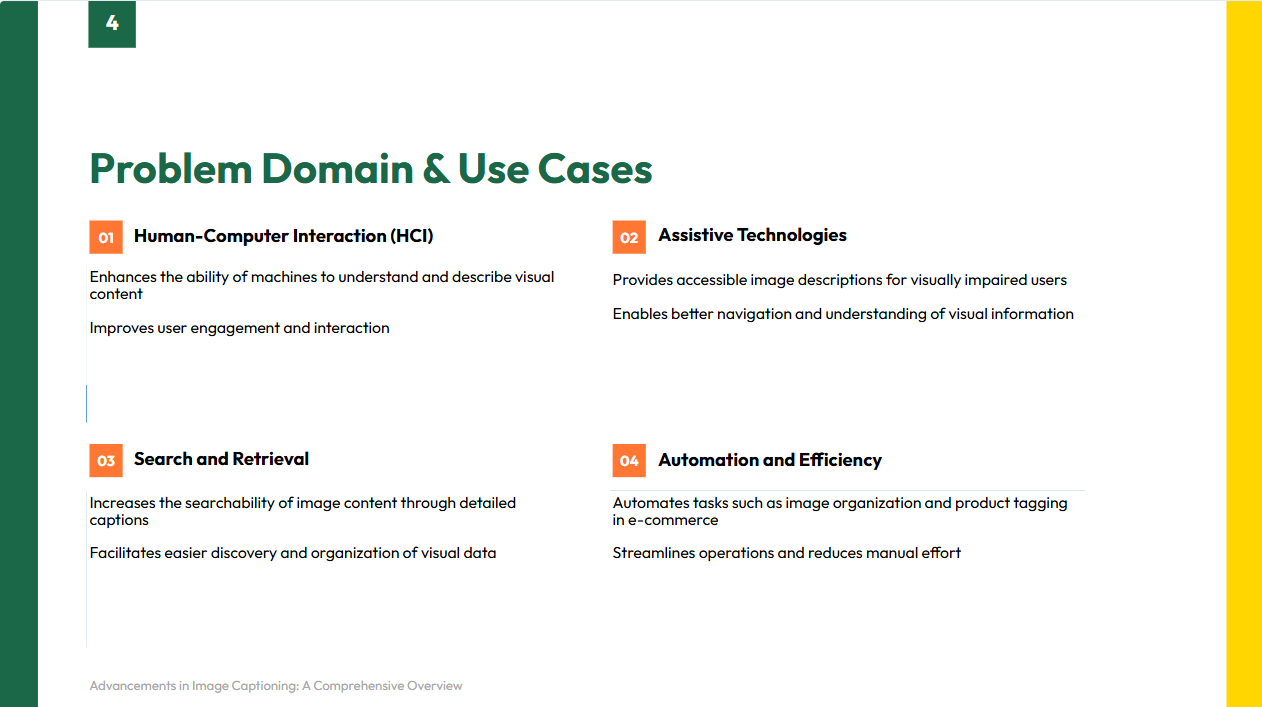 4
Problem Domain & Use Cases
01 Human-Computer Interaction (HCI)
Enhances the ability of machines to understand and describe visual
content
Improves user engagement and interaction
02 Assistive Technologies
Provides accessible image descriptions for visually impaired users
Enables better navigation and understanding of visual information
03 Search and Retrieval
Increases the searchability of image content through detailed
captions
Facilitates easier discovery and organization of visual data
04 Automation and Efficiency
Automates tasks such as image organization and product tagging
in e-commerce
Streamlines operations and reduces manual effort
Advancements in Image Captioning: A Comprehensive Overview